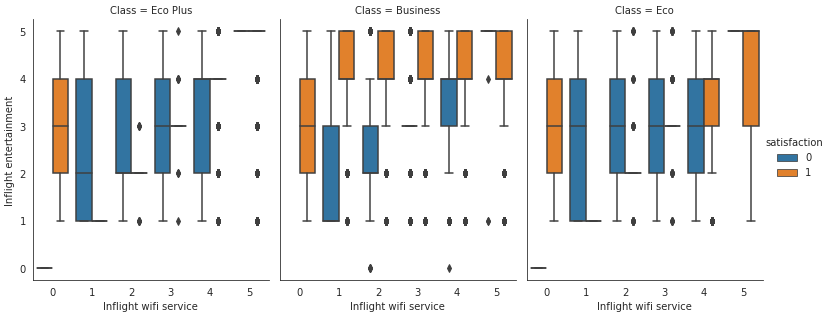 Class = Eco Plus
Class = Business
Class = Eco
5
4
3
2
1
0
Inflight entertainment
0 1 2 3 4 5
0 1 2 3 4 5
0 1 2 3 4 5
Inflight wifi service
Inflight wifi service
Inflight wifi service
satisfaction
0
1